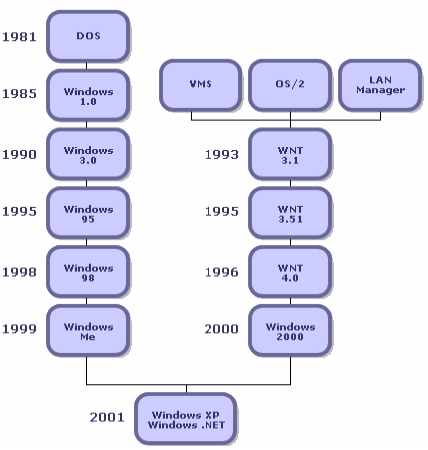 1981
DOS
1985
Windows
1.0
VMS
OS/2
LAN
Manager
1990
Windows
3.0
1993
WNT
3.1
1995
Windows
95
1995
WNT
3.51
1998
Windows
98
1996
WNT
4.0
1999
Windows
Me
2000
Windows
2000
2001
Windows XP
Windows .NET